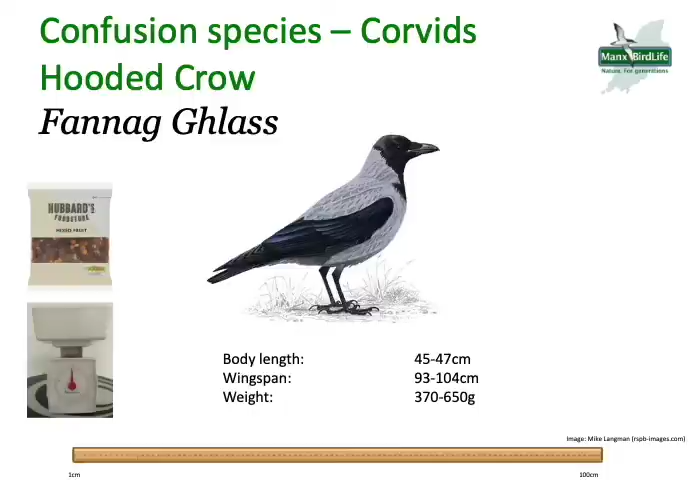 Confusion species – Corvids
Hooded Crow
Fannag Ghlass
Manx BirdLife
Nature. For generations
HUBBARD'S
FOODSTORE
MIXED FRUIT
Body length: 45-47cm
Wingspan: 93-104cm
Weight: 370-650g
Image: Mike Langman (rspb-images.com)
1cm 100cm